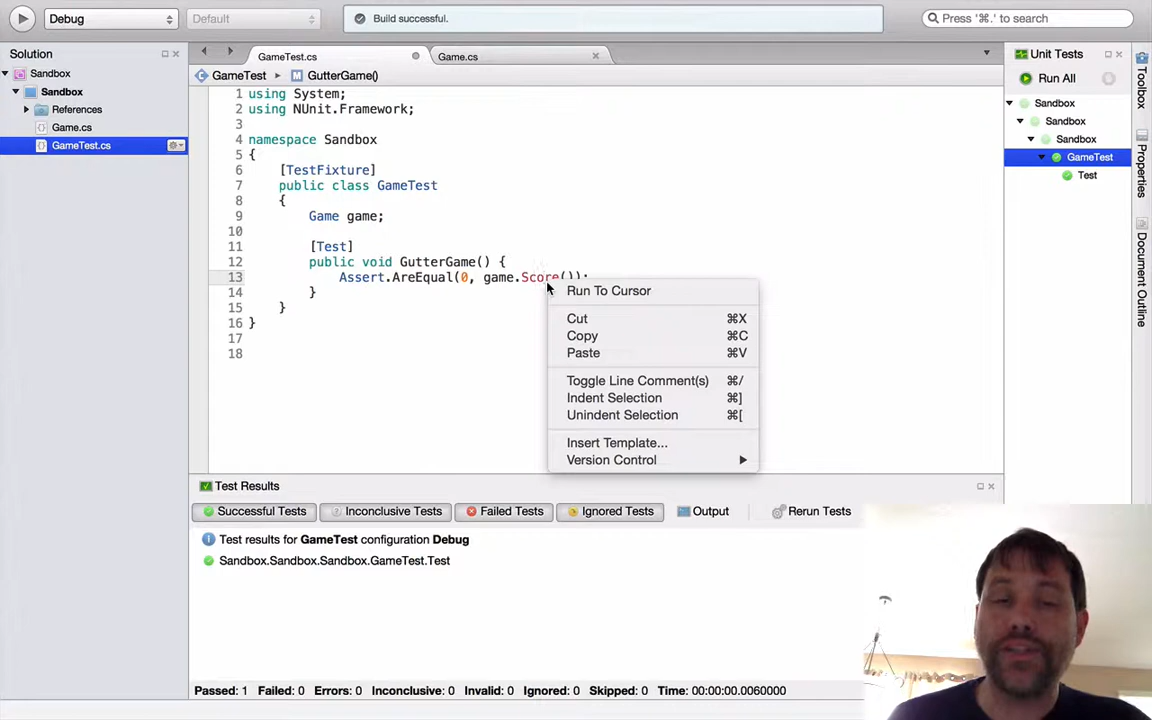 Debug
Default
Build successful.
Press '⌘.' to search
Solution
Sandbox
Sandbox
References
Game.cs
GameTest.cs
GameTest.cs
Game.cs
GameTest
GutterGame()
1 using System;
2 using NUnit.Framework;
3
4 namespace Sandbox
5 {
6 [TestFixture]
7 public class GameTest
8 {
9 Game game;
10
11 [Test]
12 public void GutterGame() {
13 Assert.AreEqual(0, game.Score());
14 }
15 }
16 }
17
18
Run To Cursor
Cut ⌘X
Copy ⌘C
Paste ⌘V
Toggle Line Comment(s) ⌘/
Indent Selection ⌘]
Unindent Selection ⌘[
Insert Template...
Version Control
Unit Tests
Run All
Sandbox
Sandbox
Sandbox
GameTest
Test
Toolbox
Properties
Document Outline
Test Results
Successful Tests
Inconclusive Tests
Failed Tests
Ignored Tests
Output
Rerun Tests
Test results for GameTest configuration Debug
Sandbox.Sandbox.Sandbox.GameTest.Test
Passed: 1 Failed: 0 Errors: 0 Inconclusive: 0 Invalid: 0 Ignored: 0 Skipped: 0 Time: 00:00:00.0060000